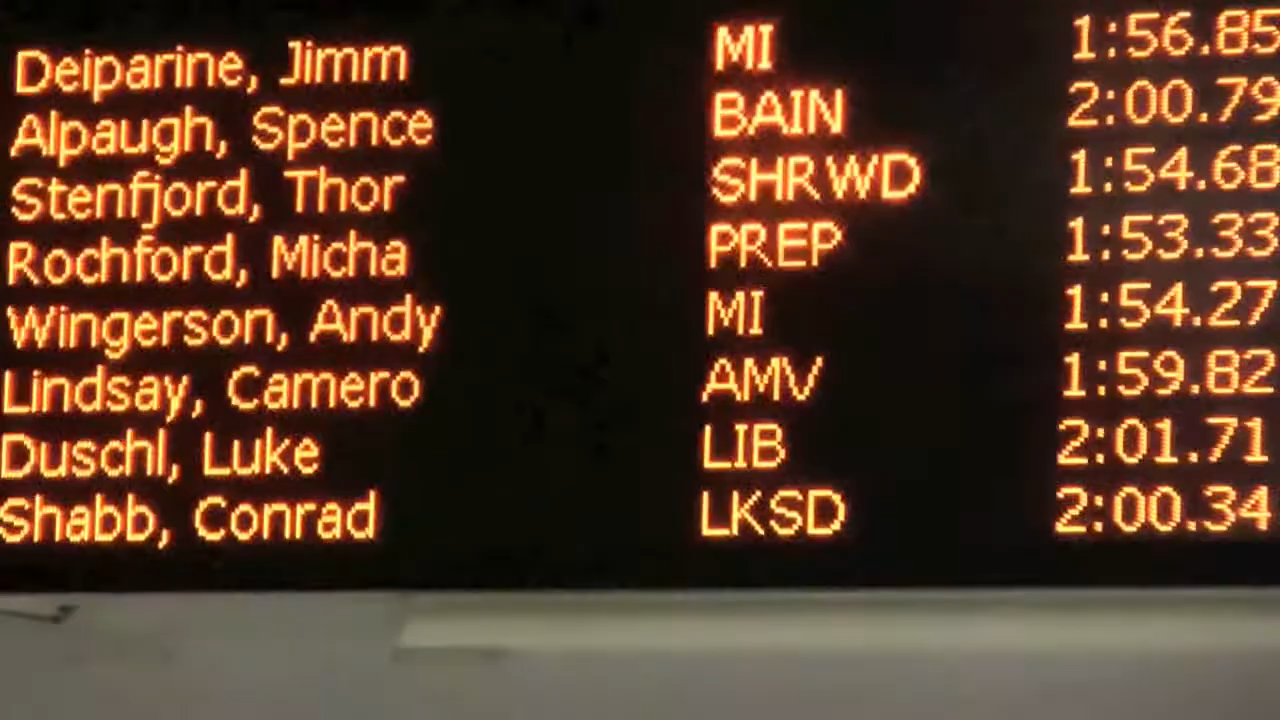 Deiparine, Jimm MI 1:56.85
Alpaugh, Spence BAIN 2:00.79
Stenfjord, Thor SHRWD 1:54.68
Rochford, Micha PREP 1:53.33
Wingerson, Andy MI 1:54.27
Lindsay, Camero AMV 1:59.82
Duschl, Luke LIB 2:01.71
Shabb, Conrad LKSD 2:00.34